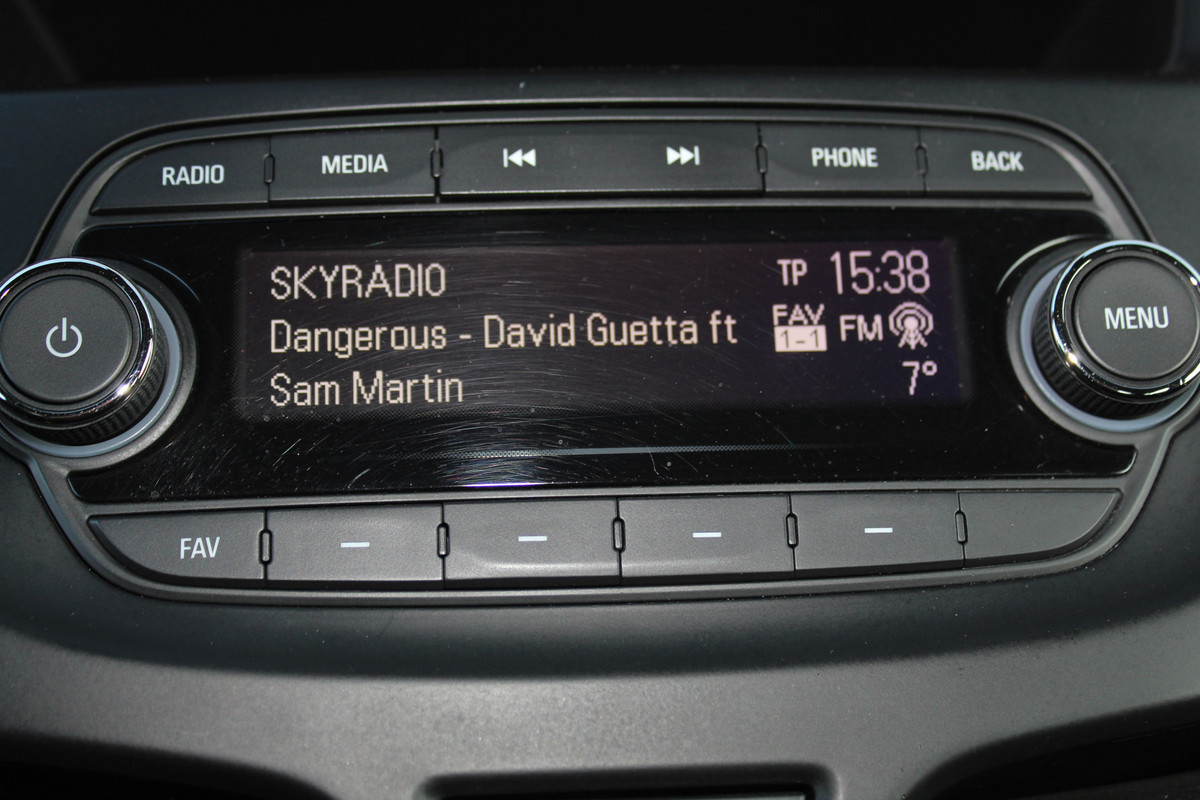 RADIO MEDIA PHONE BACK
SKYRADIO TP 15:38
Dangerous - David Guetta ft FAV 1-1 FM
Sam Martin 7°
MENU
FAV